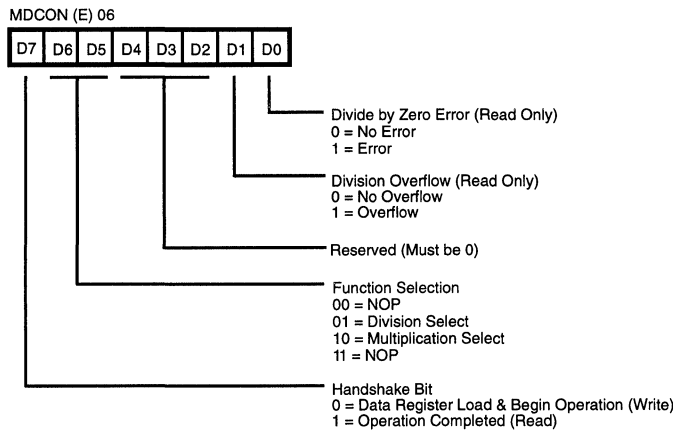 MDCON (E) 06
D7 D6 D5 D4 D3 D2 D1 D0
Divide by Zero Error (Read Only)
0 = No Error
1 = Error
Division Overflow (Read Only)
0 = No Overflow
1 = Overflow
Reserved (Must be 0)
Function Selection
00 = NOP
01 = Division Select
10 = Multiplication Select
11 = NOP
Handshake Bit
0 = Data Register Load & Begin Operation (Write)
1 = Operation Completed (Read)